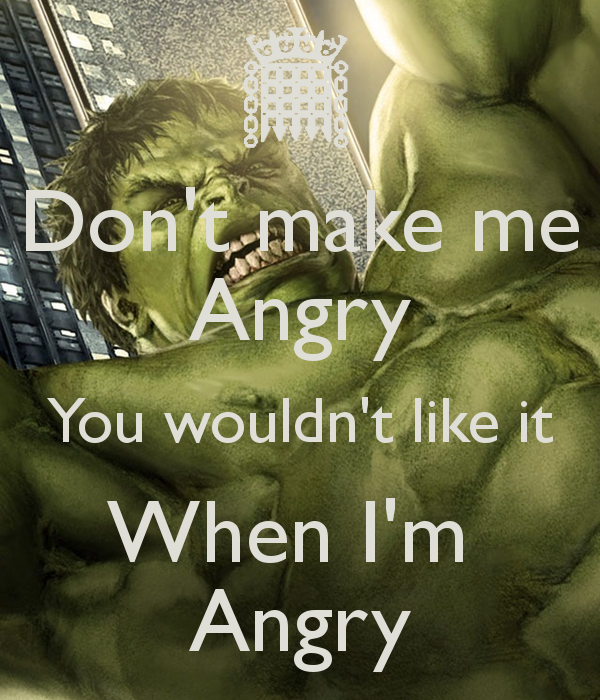 Don't make me
Angry
You wouldn't like it
When I'm
Angry